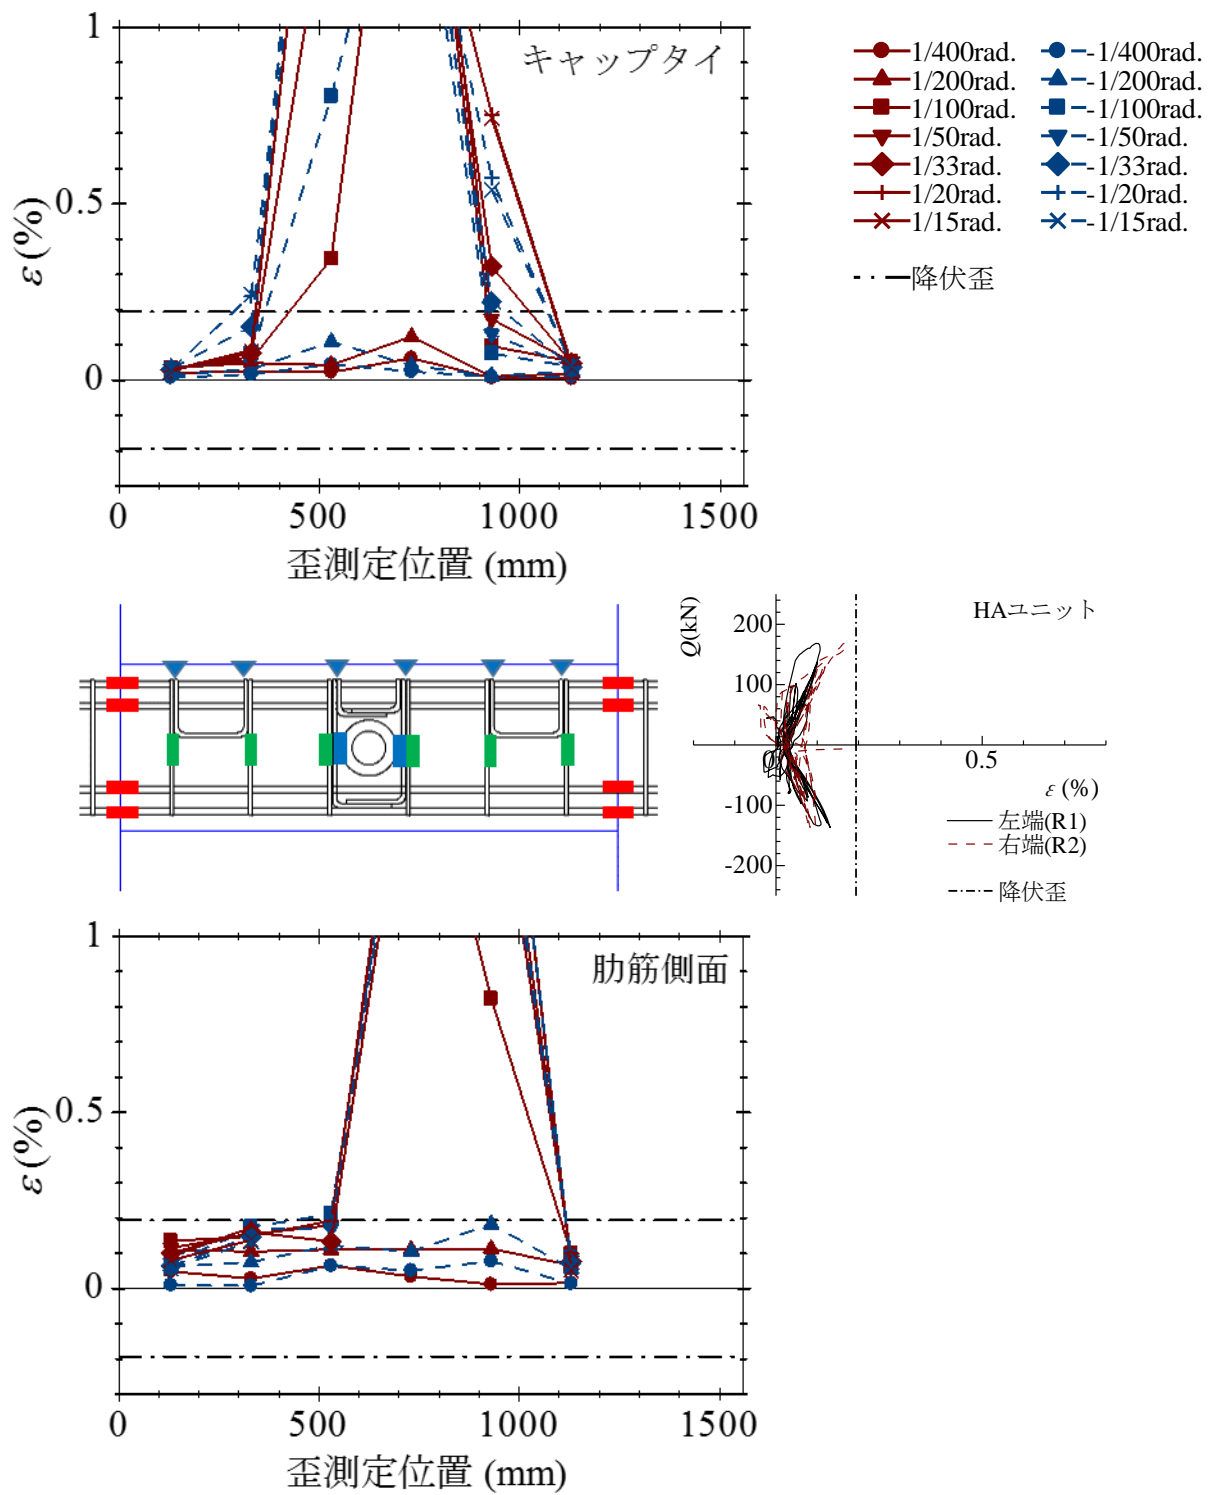 キャップタイ
1
0.5
0
ε(%)
0 500 1000 1500
歪測定位置 (mm)
1/400rad. -1/400rad.
1/200rad. -1/200rad.
1/100rad. -1/100rad.
1/50rad. -1/50rad.
1/33rad. -1/33rad.
1/20rad. -1/20rad.
1/15rad. -1/15rad.
降伏歪
HAユニット
Q(kN)
200
100
0 0.5
-100
-200
ε (%)
左端(R1)
右端(R2)
降伏歪
肋筋側面
1
0.5
0
ε(%)
0 500 1000 1500
歪測定位置 (mm)